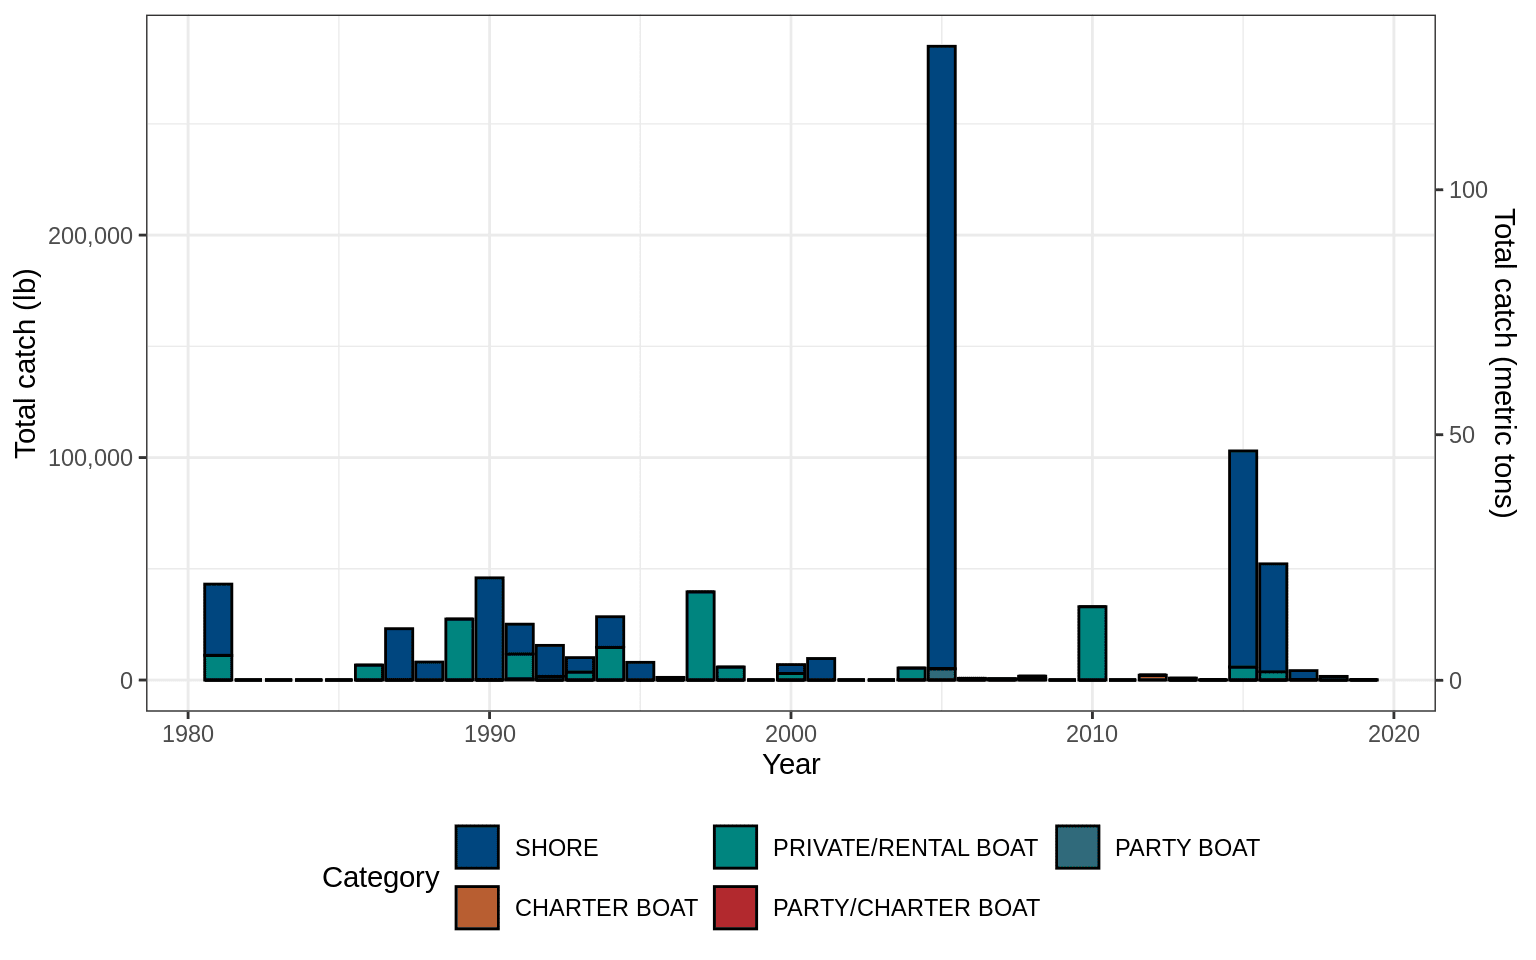 Total catch (lb)
200,000
100,000
0
100
50
0
Total catch (metric tons)
1980 1990 2000 2010 2020
Year
Category
SHORE PRIVATE/RENTAL BOAT PARTY BOAT
CHARTER BOAT PARTY/CHARTER BOAT